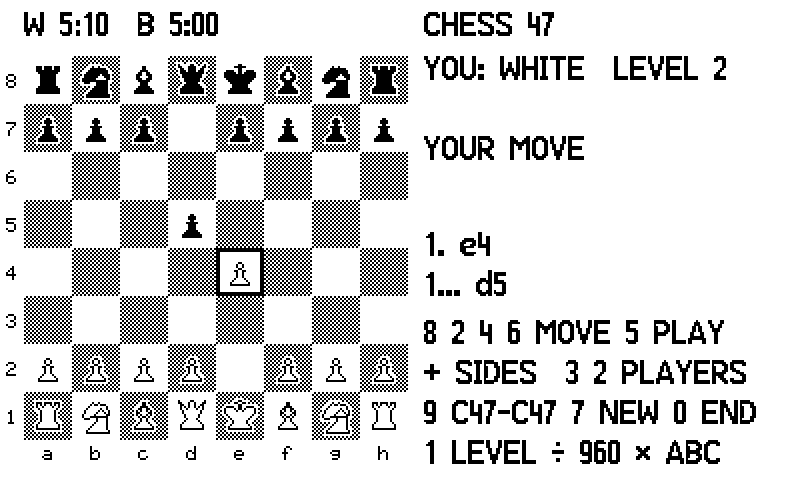 W 5:10 B 5:00
8
7
6
5
4
3
2
1
a b c d e f g h
CHESS 47
YOU: WHITE LEVEL 2
YOUR MOVE
1. e4
1... d5
8 2 4 6 MOVE 5 PLAY
+ SIDES 3 2 PLAYERS
9 C47-C47 7 NEW 0 END
1 LEVEL ÷ 960 × ABC